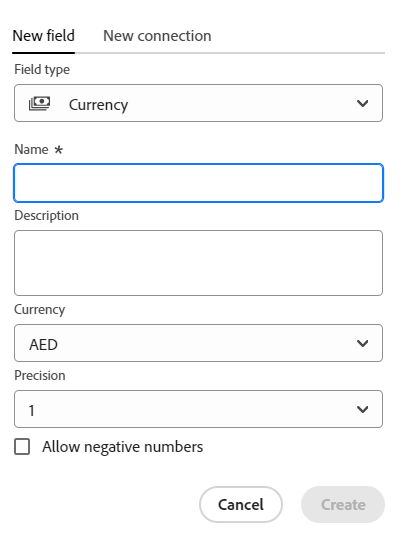 New field New connection
Field type
Currency
Name *
Description
Currency
AED
Precision
1
Allow negative numbers
Cancel Create